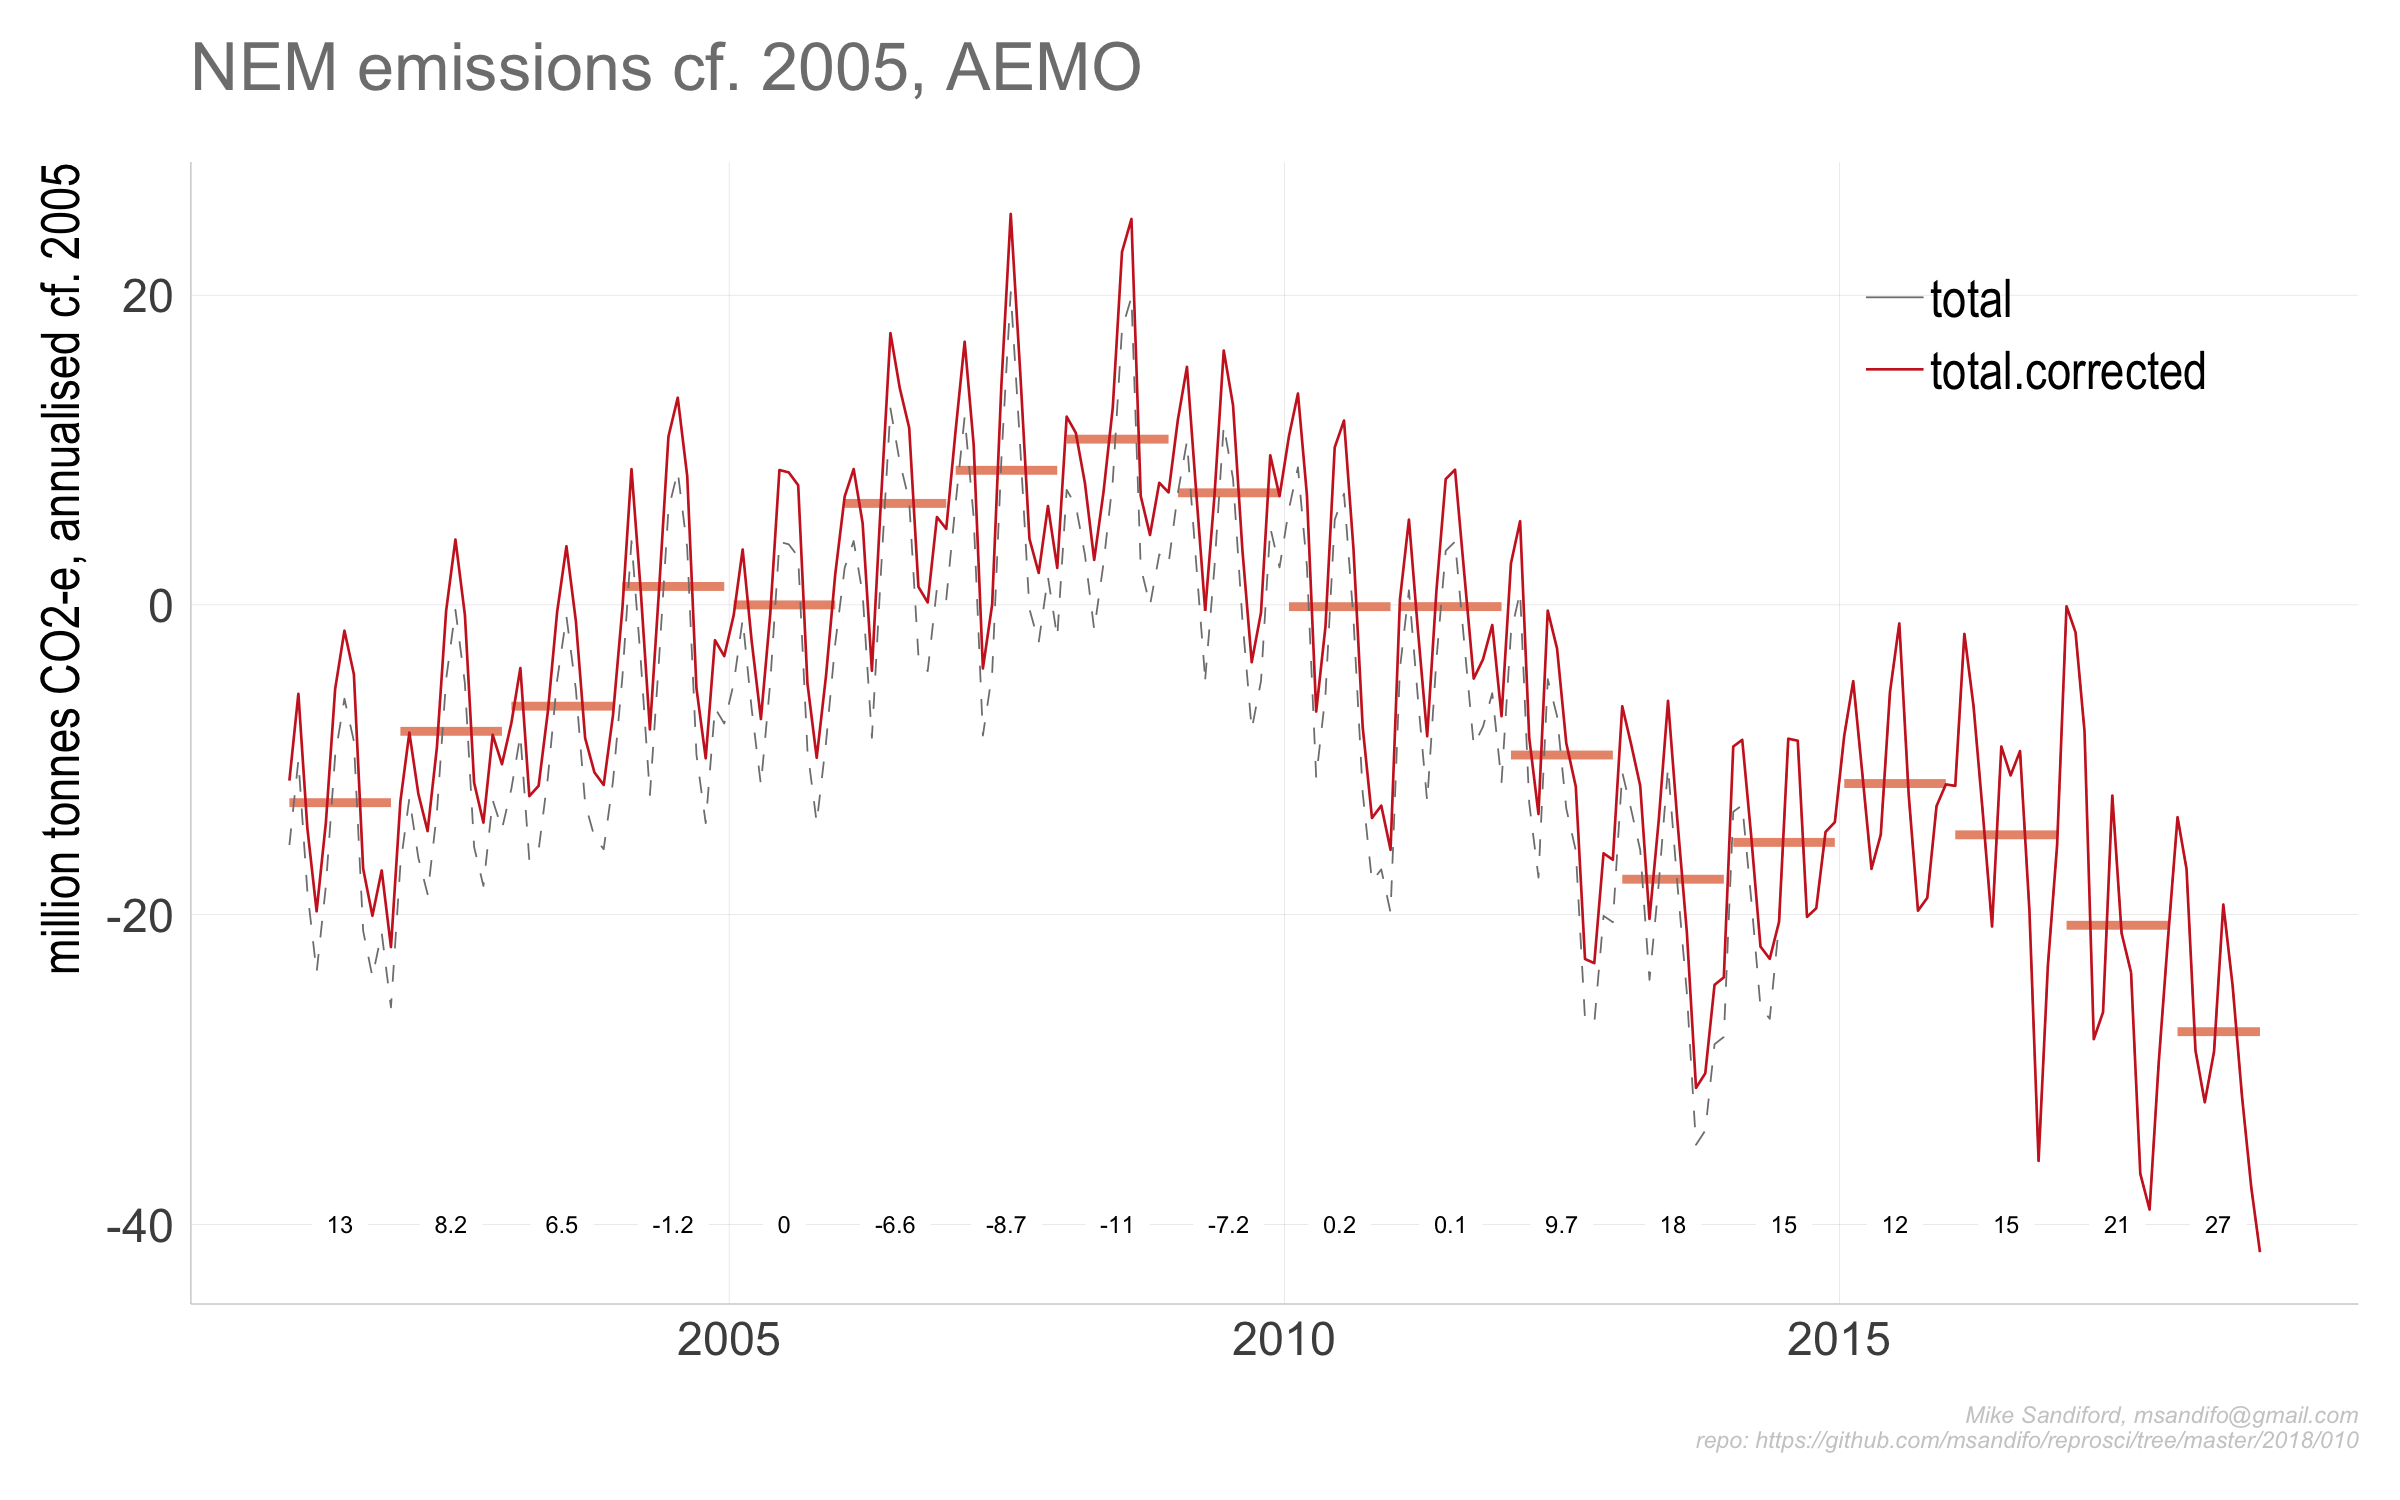 NEM emissions cf. 2005, AEMO
million tonnes CO2-e, annualised cf. 2005
20
0
-20
-40
total
total.corrected
13 8.2 6.5 -1.2 0 -6.6 -8.7 -11 -7.2 0.2 0.1 9.7 18 15 12 15 21 27
2005 2010 2015
Mike Sandiford, msandifo@gmail.com
repo: https://github.com/msandifo/reprosci/tree/master/2018/010